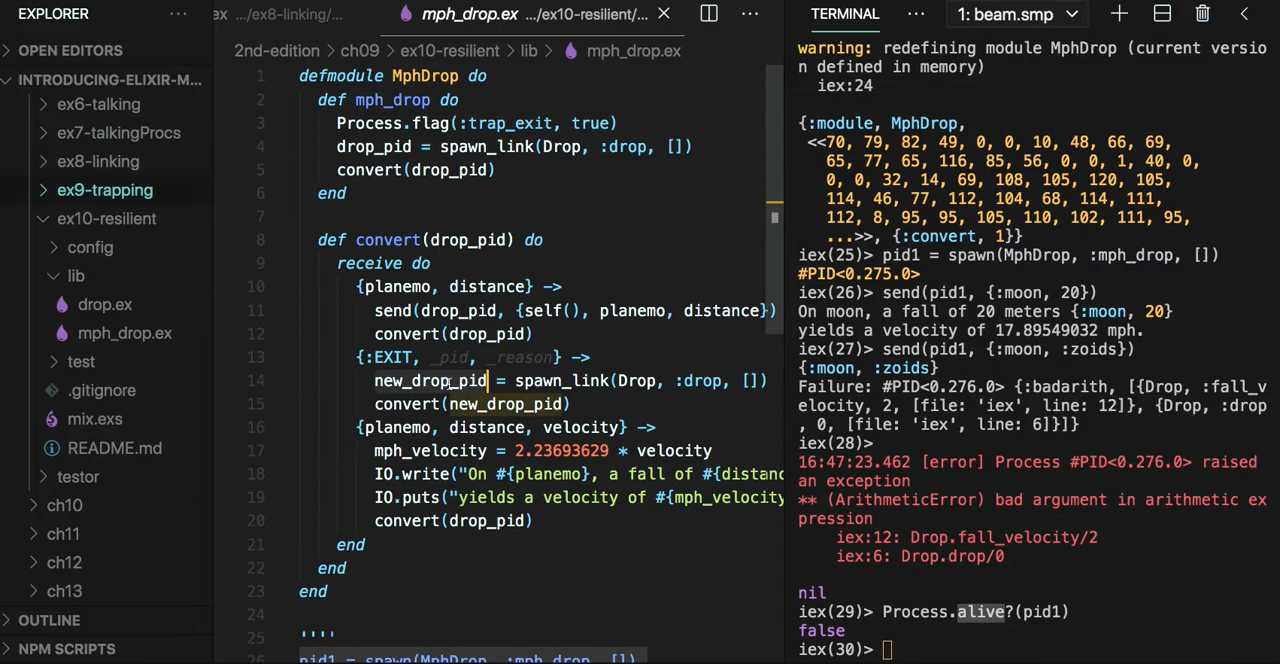 EXPLORER
OPEN EDITORS
INTRODUCING-ELIXIR-M...
ex6-talking
ex7-talkingProcs
ex8-linking
ex9-trapping
ex10-resilient
config
lib
drop.ex
mph_drop.ex
test
.gitignore
mix.exs
README.md
testor
ch10
ch11
ch12
ch13
OUTLINE
NPM SCRIPTS
ex .../ex8-linking/... mph_drop.ex .../ex10-resilient/...
2nd-edition > ch09 > ex10-resilient > lib > mph_drop.ex
1 defmodule MphDrop do
2 def mph_drop do
3 Process.flag(:trap_exit, true)
4 drop_pid = spawn_link(Drop, :drop, [])
5 convert(drop_pid)
6 end
7
8 def convert(drop_pid) do
9 receive do
10 {planemo, distance} ->
11 send(drop_pid, {self(), planemo, distance})
12 convert(drop_pid)
13 {:EXIT, _pid, _reason} ->
14 new_drop_pid = spawn_link(Drop, :drop, [])
15 convert(new_drop_pid)
16 {planemo, distance, velocity} ->
17 mph_velocity = 2.23693629 * velocity
18 IO.write("On #{planemo}, a fall of #{distanc
19 IO.puts("yields a velocity of #{mph_velocity
20 convert(drop_pid)
21 end
22 end
23 end
24
25 ''''
26 pid1 = spawn(MphDrop, :mph_drop, [])
TERMINAL ... 1: beam.smp
warning: redefining module MphDrop (current versio
n defined in memory)
iex:24
{:module, MphDrop,
<<70, 79, 82, 49, 0, 0, 10, 48, 66, 69,
65, 77, 65, 116, 85, 56, 0, 0, 1, 40, 0,
0, 0, 32, 14, 69, 108, 105, 120, 105,
114, 46, 77, 112, 104, 68, 114, 111,
112, 8, 95, 95, 105, 110, 102, 111, 95,
...>>, {:convert, 1}}
iex(25)> pid1 = spawn(MphDrop, :mph_drop, [])
#PID<0.275.0>
iex(26)> send(pid1, {:moon, 20})
On moon, a fall of 20 meters {:moon, 20}
yields a velocity of 17.89549032 mph.
iex(27)> send(pid1, {:moon, :zoids})
{:moon, :zoids}
Failure: #PID<0.276.0> {:badarith, [{Drop, :fall_v
elocity, 2, [file: 'iex', line: 12]}, {Drop, :drop
, 0, [file: 'iex', line: 6]}]}
iex(28)>
16:47:23.462 [error] Process #PID<0.276.0> raised
an exception
** (ArithmeticError) bad argument in arithmetic ex
pression
iex:12: Drop.fall_velocity/2
iex:6: Drop.drop/0
nil
iex(29)> Process.alive?(pid1)
false
iex(30)>